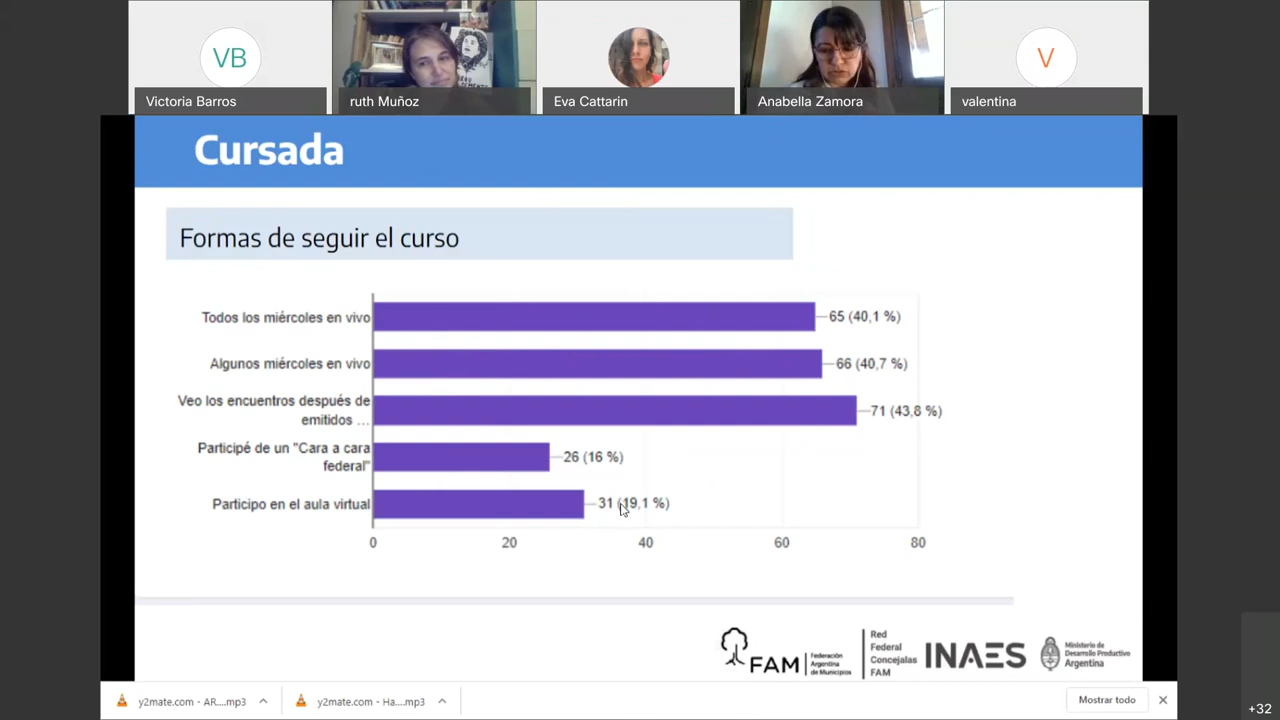 VB
V
Victoria Barros
ruth Muñoz
Eva Cattarin
Anabella Zamora
valentina
Cursada
Formas de seguir el curso
Todos los miércoles en vivo
65 (40,1 %)
Algunos miércoles en vivo
66 (40,7 %)
Veo los encuentros después de
emitidos ...
71 (43,8 %)
Participé de un "Cara a cara
federal"
26 (16 %)
Participo en el aula virtual
31 (19,1 %)
0 20 40 60 80
FAM
Federación
Argentina
de Municipios
Red
Federal
Concejalas
FAM
INAES
Ministerio de
Desarrollo Productivo
Argentina
y2mate.com - AR....mp3
y2mate.com - Ha....mp3
Mostrar todo
+32